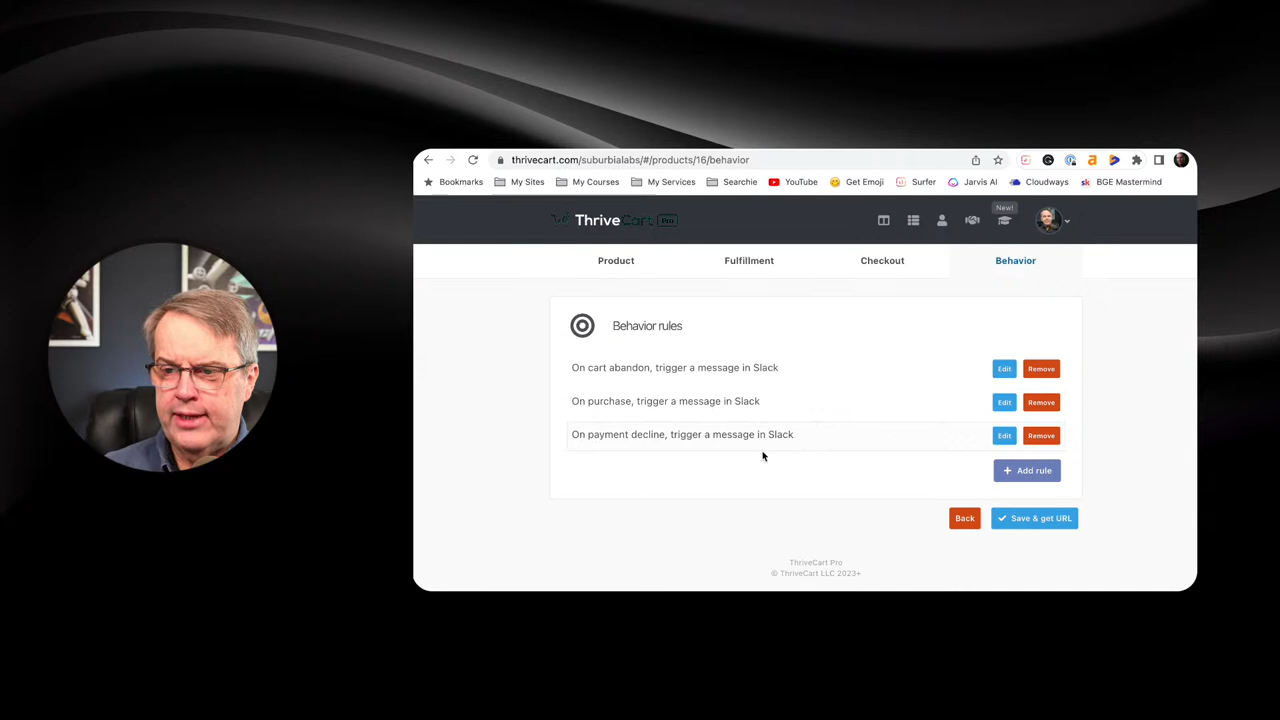 thrivecart.com/suburbialabs/#/products/16/behavior
Bookmarks My Sites My Courses My Services Searchie YouTube Get Emoji Surfer Jarvis AI Cloudways BGE Mastermind
ThriveCart Pro
New!
Product Fulfillment Checkout Behavior
Behavior rules
On cart abandon, trigger a message in Slack Edit Remove
On purchase, trigger a message in Slack Edit Remove
On payment decline, trigger a message in Slack Edit Remove
+ Add rule
Back Save & get URL
ThriveCart Pro
© ThriveCart LLC 2023+